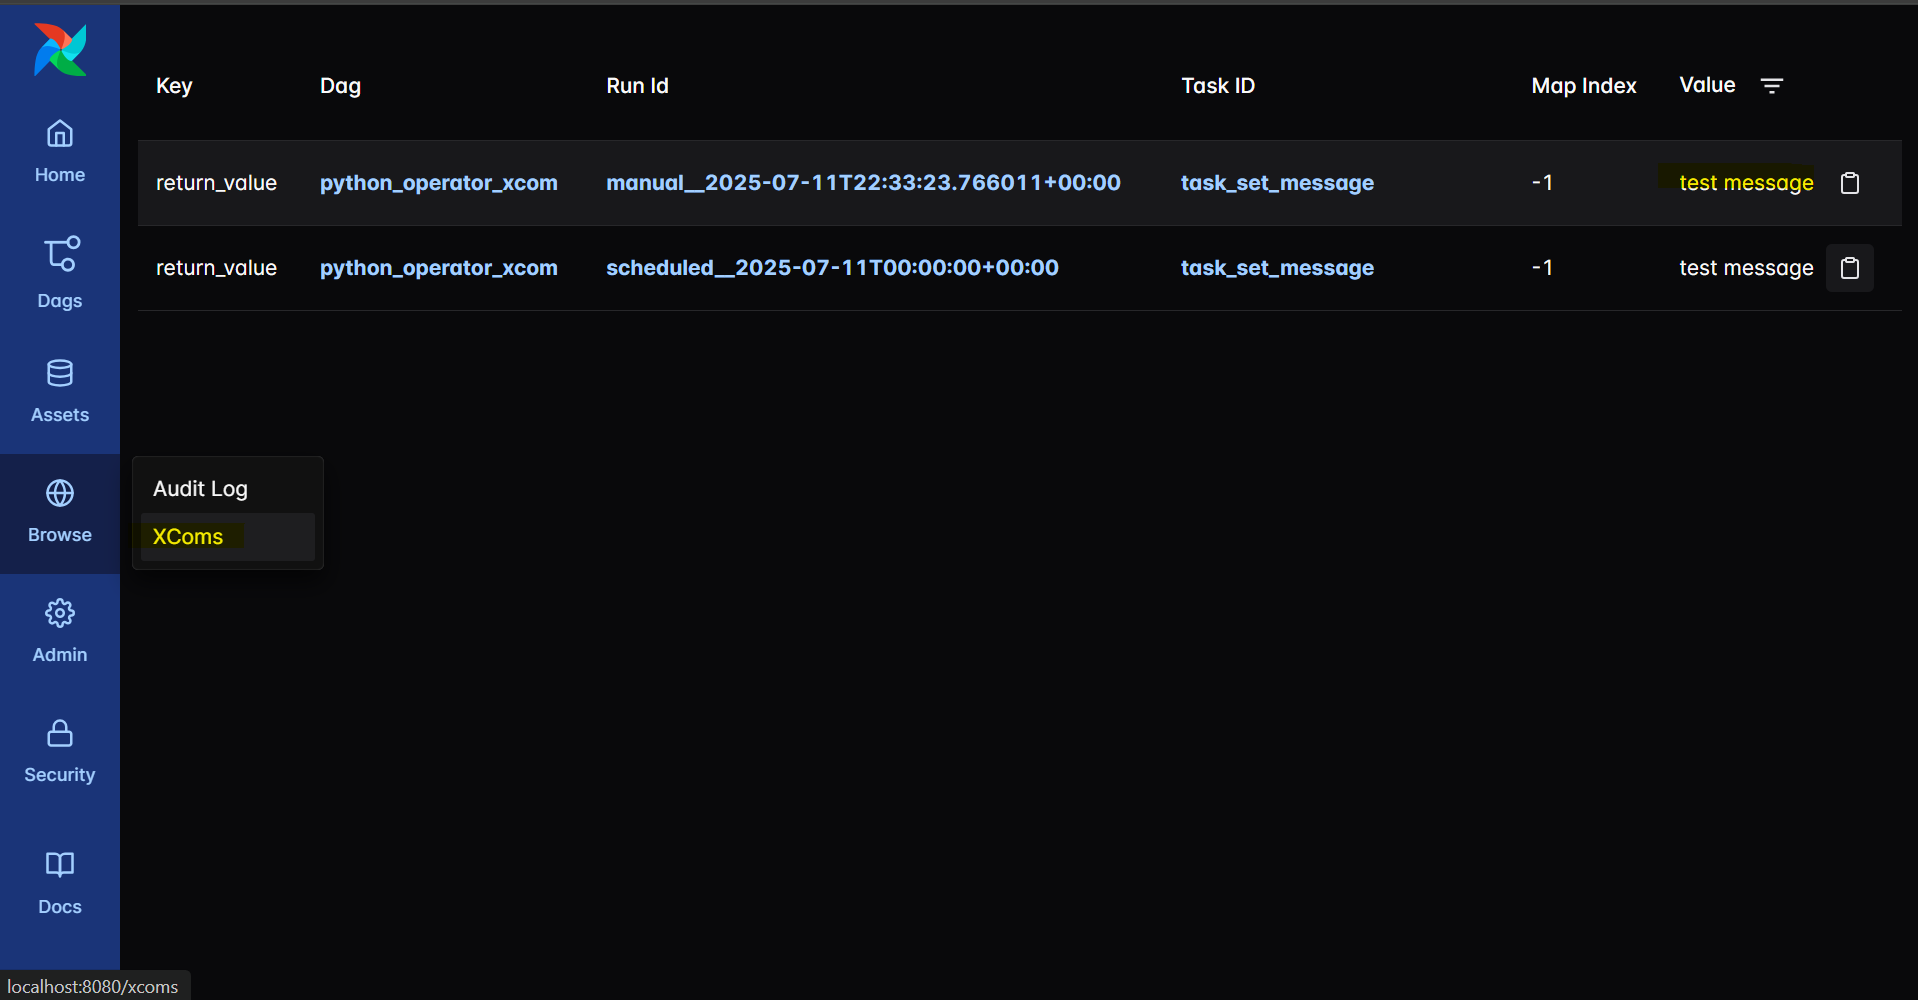 Key Dag Run Id Task ID Map Index Value
return_value python_operator_xcom manual__2025-07-11T22:33:23.766011+00:00 task_set_message -1 test message
return_value python_operator_xcom scheduled__2025-07-11T00:00:00+00:00 task_set_message -1 test message
Home
Dags
Assets
Browse
Audit Log
XComs
Admin
Security
Docs
localhost:8080/xcoms